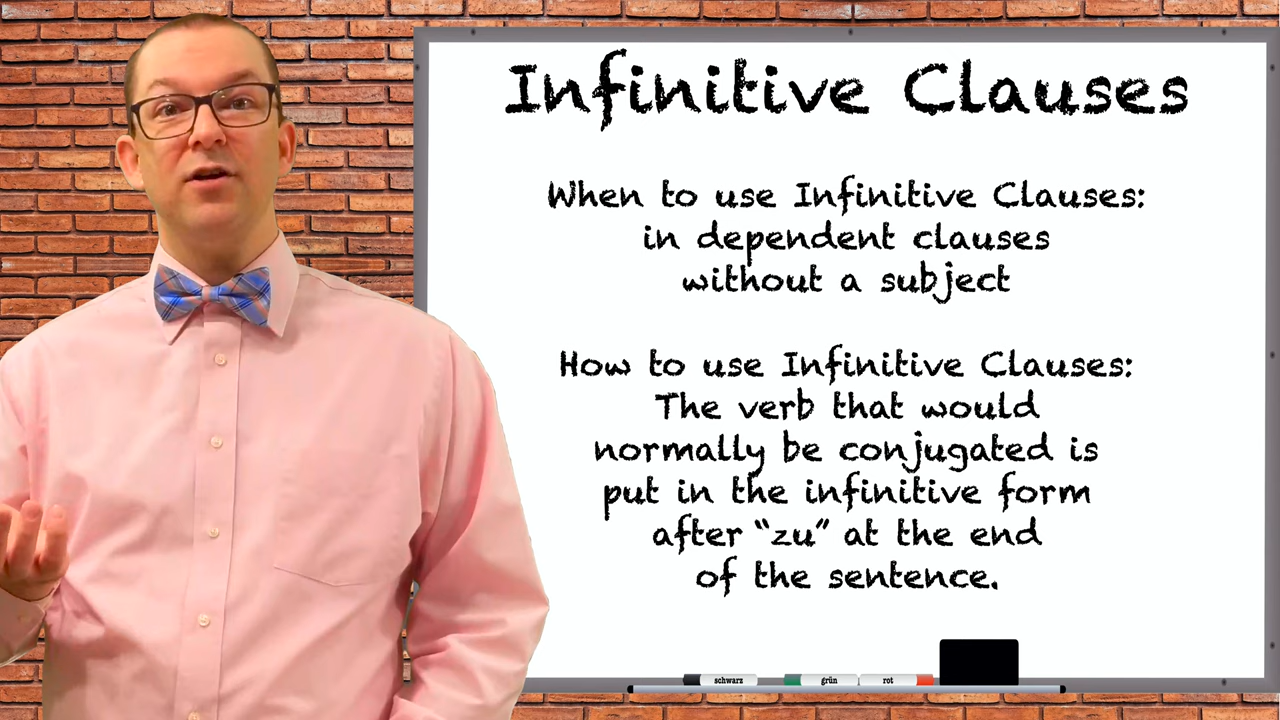 Infinitive Clauses
When to use Infinitive Clauses:
in dependent clauses
without a subject
How to use Infinitive Clauses:
The verb that would
normally be conjugated is
put in the infinitive form
after “zu” at the end
of the sentence.
schwarz grün rot